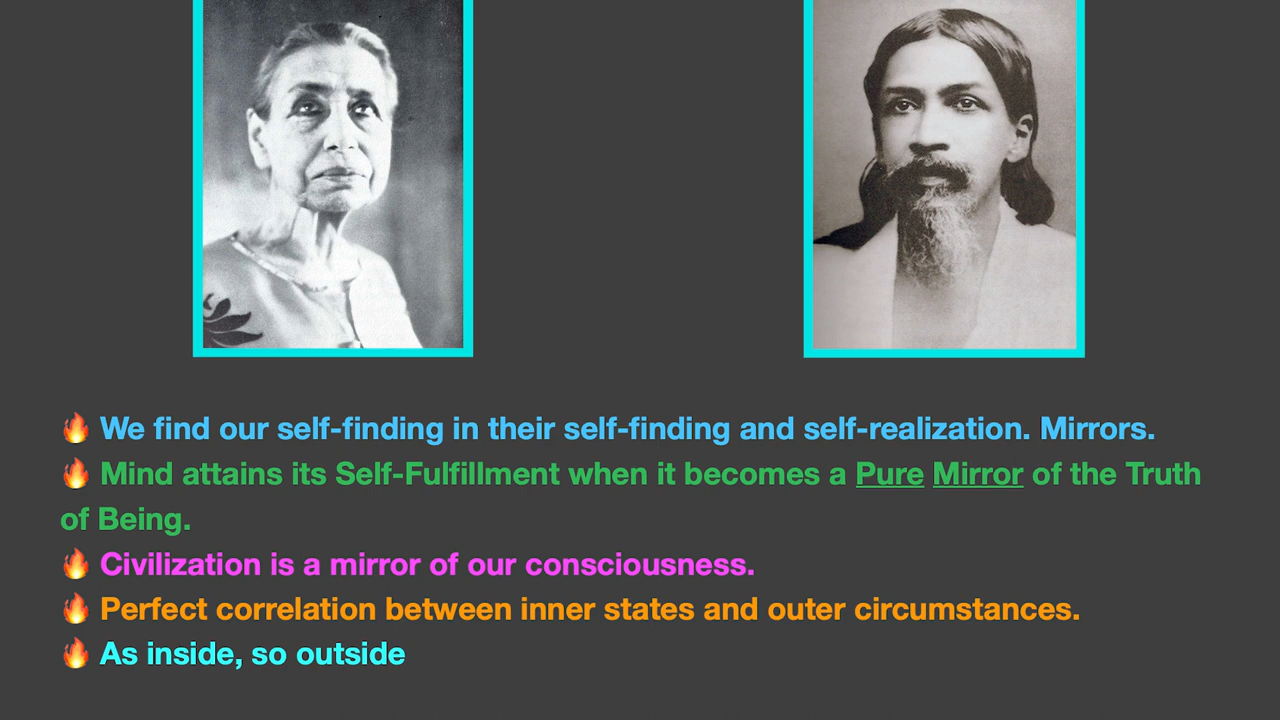 🔥 We find our self-finding in their self-finding and self-realization. Mirrors.
🔥 Mind attains its Self-Fulfillment when it becomes a Pure Mirror of the Truth
of Being.
🔥 Civilization is a mirror of our consciousness.
🔥 Perfect correlation between inner states and outer circumstances.
🔥 As inside, so outside